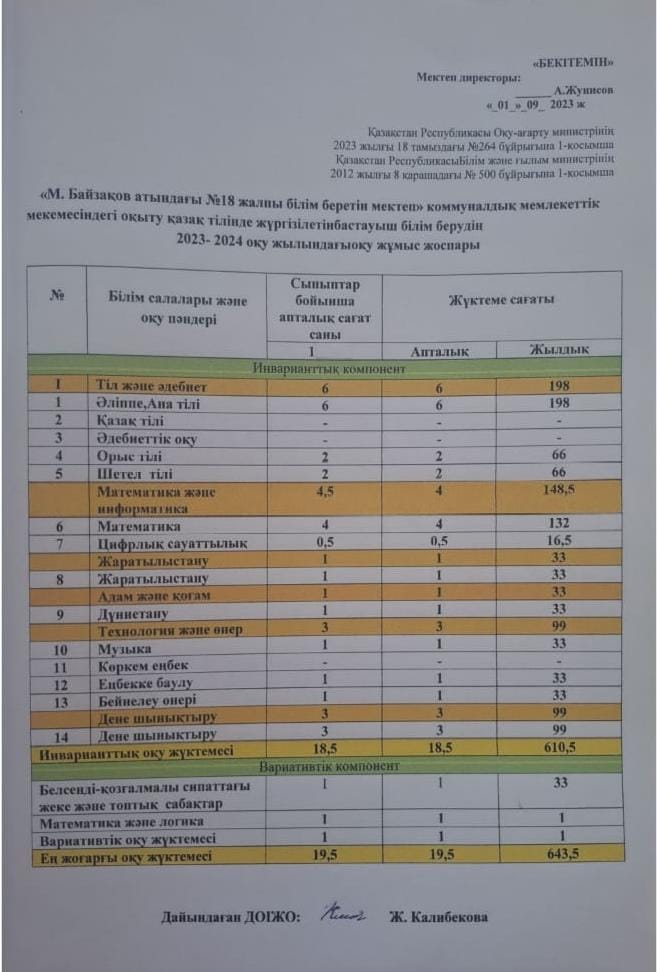 «БЕКІТЕМІН»
Мектеп директоры:
______ А.Жунисов
«_01_»_09_ 2023 ж
Қазақстан Республикасы Оқу-ағарту министрінің
2023 жылғы 18 тамыздағы №264 бұйрығына 1-қосымша
Қазақстан РеспубликасыБілім және ғылым министрінің
2012 жылғы 8 қарашадағы № 500 бұйрығына 1-қосымша
«М. Байзақов атындағы №18 жалпы білім беретін мектеп» коммуналдық мемлекеттік
мекемесіндегі оқыту қазақ тілінде жүргізілетінбастауыш білім берудің
2023- 2024 оқу жылындағыоқу жұмыс жоспары
№ Білім салалары және оқу пәндері Сыныптар бойынша апталық сағат саны Жүктеме сағаты
1 Апталық Жылдық
Инварианттық компонент
І Тіл және әдебиет 6 6 198
1 Әліппе,Ана тілі 6 6 198
2 Қазақ тілі - - -
3 Әдебиеттік оқу - - -
4 Орыс тілі 2 2 66
5 Шетел тілі 2 2 66
Математика және информатика 4,5 4 148,5
6 Математика 4 4 132
7 Цифрлық сауаттылық 0,5 0,5 16,5
Жаратылыстану 1 1 33
8 Жаратылыстану 1 1 33
Адам және қоғам 1 1 33
9 Дүниетану 1 1 33
Технология және өнер 3 3 99
10 Музыка 1 1 33
11 Көркем еңбек - - -
12 Еңбекке баулу 1 1 33
13 Бейнелеу өнері 1 1 33
Дене шынықтыру 3 3 99
14 Дене шынықтыру 3 3 99
Инварианттық оқу жүктемесі 18,5 18,5 610,5
Вариативтік компонент
Белсенді-қозғалмалы сипаттағы жеке және топтық сабақтар 1 1 33
Математика және логика 1 1 1
Вариативтік оқу жүктемесі 1 1 1
Ең жоғарғы оқу жүктемесі 19,5 19,5 643,5
Дайындаған ДОІЖО: Ж. Калибекова